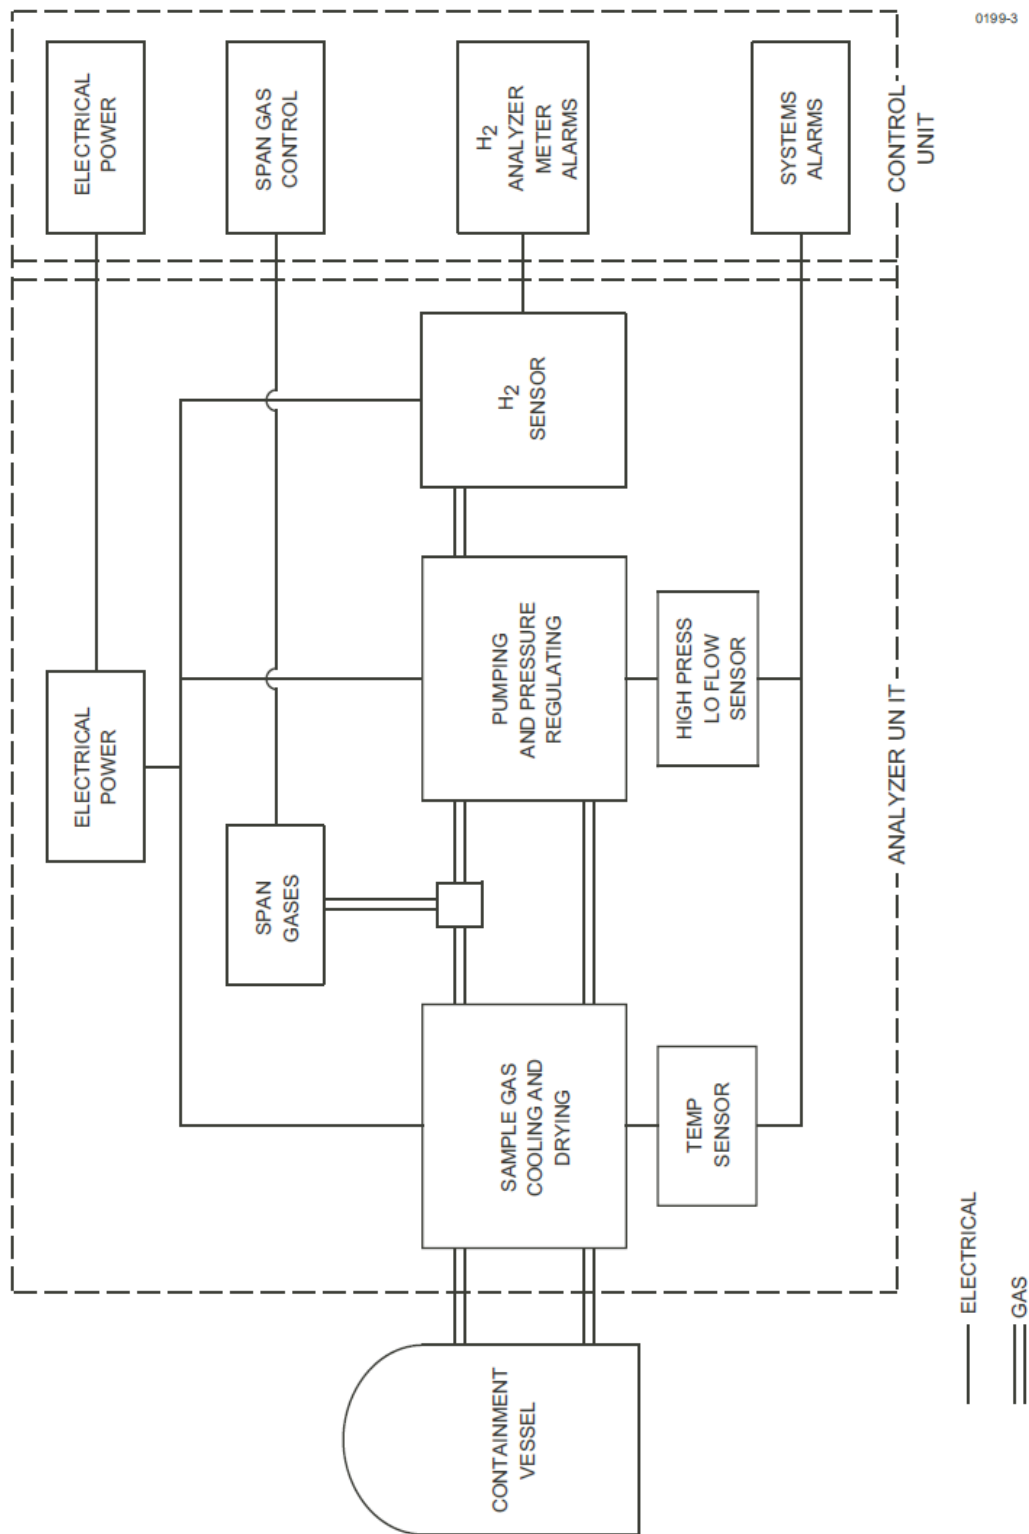 0199-3
ELECTRICAL
POWER
SPAN GAS
CONTROL
H2
ANALYZER
METER
ALARMS
SYSTEMS
ALARMS
CONTROL
UNIT
ELECTRICAL
POWER
SPAN
GASES
H2
SENSOR
PUMPING
AND PRESSURE
REGULATING
HIGH PRESS
LO FLOW
SENSOR
SAMPLE GAS
COOLING AND
DRYING
TEMP
SENSOR
ANALYZER UN IT
CONTAINMENT
VESSEL
ELECTRICAL
GAS